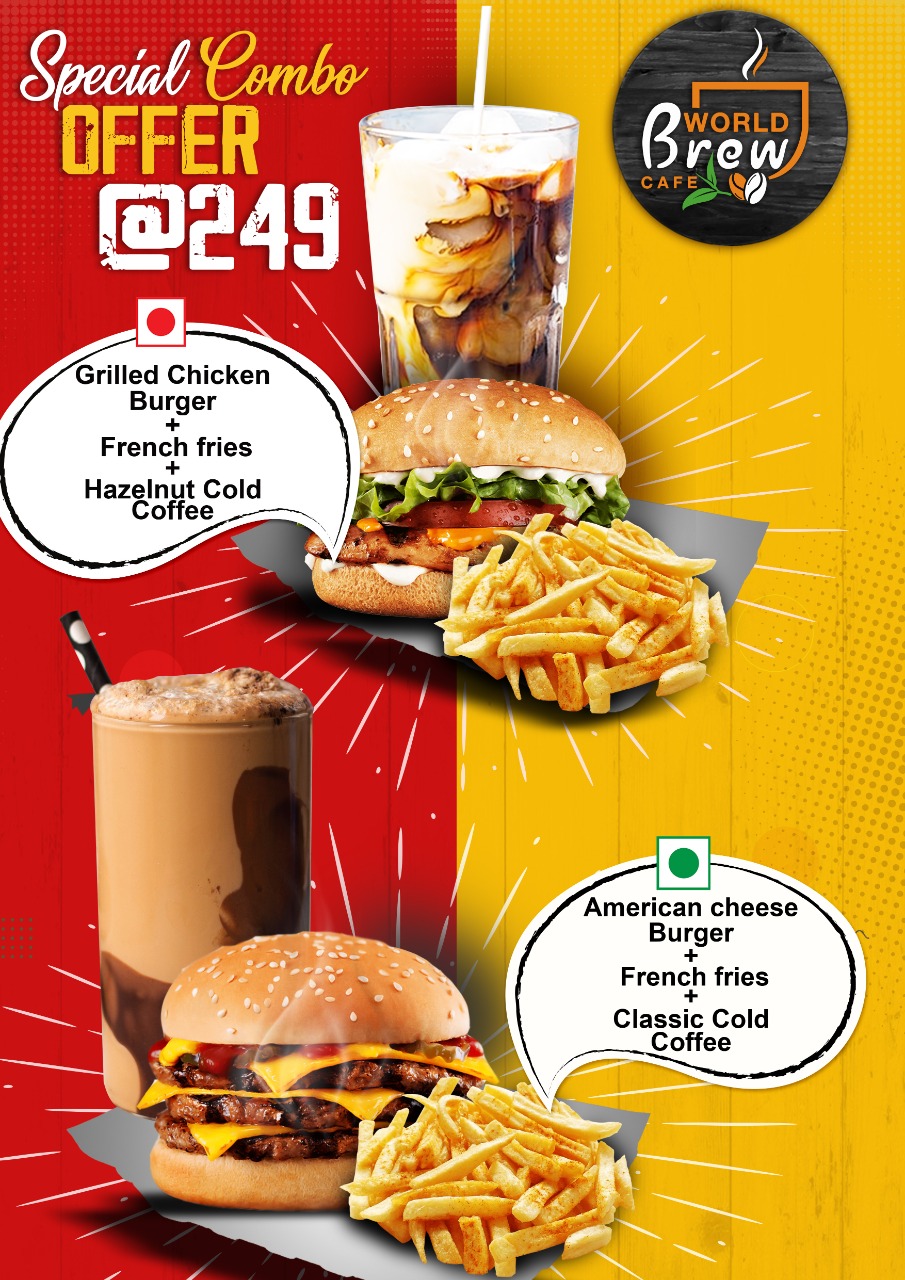 Special Combo
OFFER
@249
WORLD
Brew
CAFE
Grilled Chicken
Burger
+
French fries
+
Hazelnut Cold
Coffee
American cheese
Burger
+
French fries
+
Classic Cold
Coffee